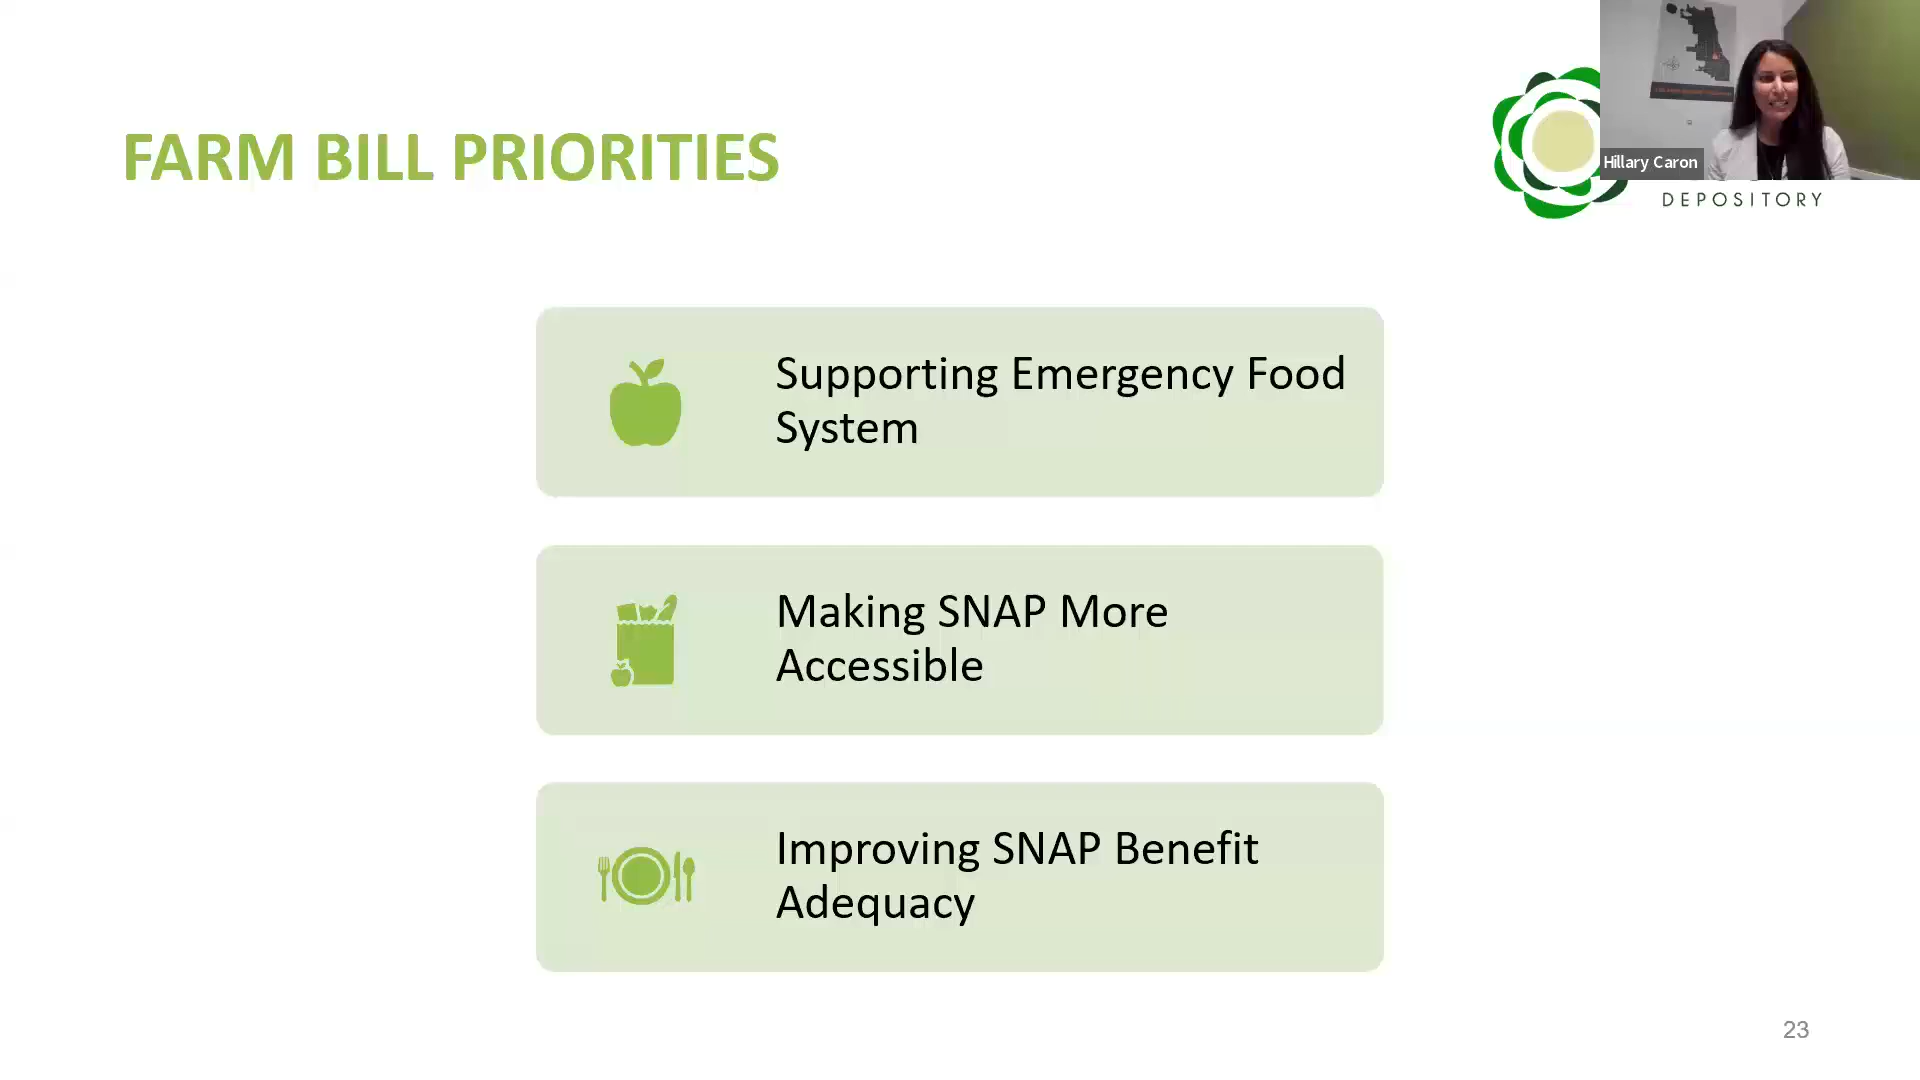 FARM BILL PRIORITIES
Hillary Caron
DEPOSITORY
Supporting Emergency Food
System
Making SNAP More
Accessible
Improving SNAP Benefit
Adequacy
23